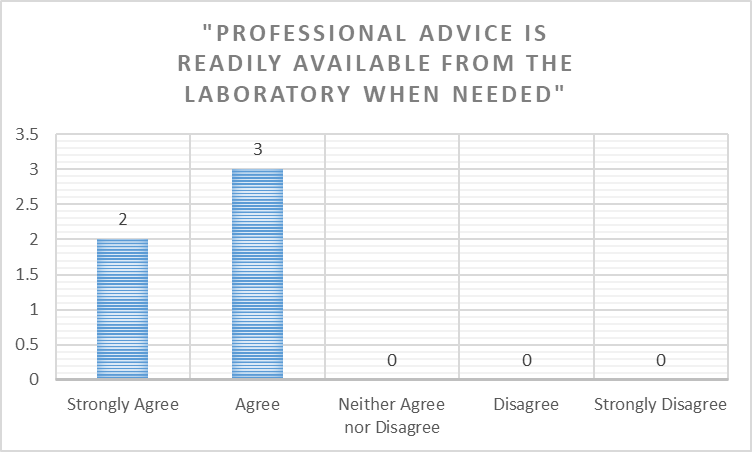 "PROFESSIONAL ADVICE IS
READILY AVAILABLE FROM THE
LABORATORY WHEN NEEDED"
3.5
3
2.5
2
1.5
1
0.5
0
2
3
0
0
0
Strongly Agree
Agree
Neither Agree
nor Disagree
Disagree
Strongly Disagree